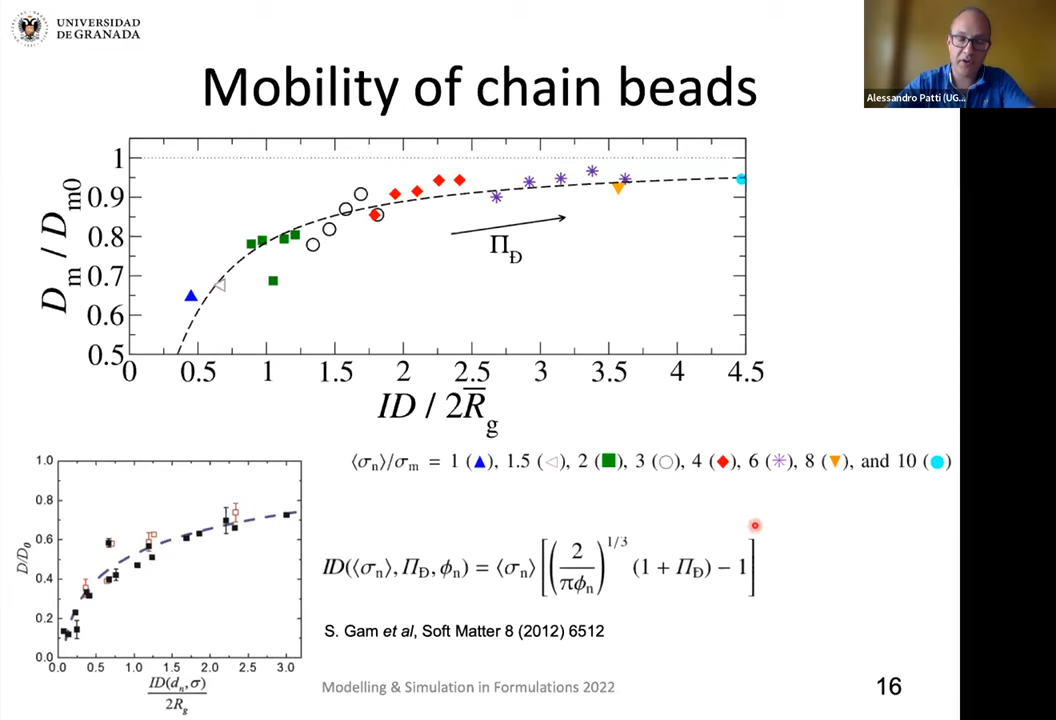 UNIVERSIDAD
DE GRANADA
Alessandro Patti (UG...
Mobility of chain beads
D_m / D_m0
1
0.9
0.8
0.7
0.6
0.5
Π_Đ
0 0.5 1 1.5 2 2.5 3 3.5 4 4.5
ID / 2R̅_g
⟨σ_n⟩/σ_m = 1 (▲), 1.5 (◁), 2 (■), 3 (○), 4 (◆), 6 (✳), 8 (▼), and 10 (●)
D/D_0
1.0
0.8
0.6
0.4
0.2
0.0
0.0 0.5 1.0 1.5 2.0 2.5 3.0
ID(d_n,σ)
2R_g
ID(⟨σ_n⟩, Π_Đ, ϕ_n) = ⟨σ_n⟩ [(2/πϕ_n)^1/3 (1 + Π_Đ) − 1]
S. Gam et al, Soft Matter 8 (2012) 6512
Modelling & Simulation in Formulations 2022
16